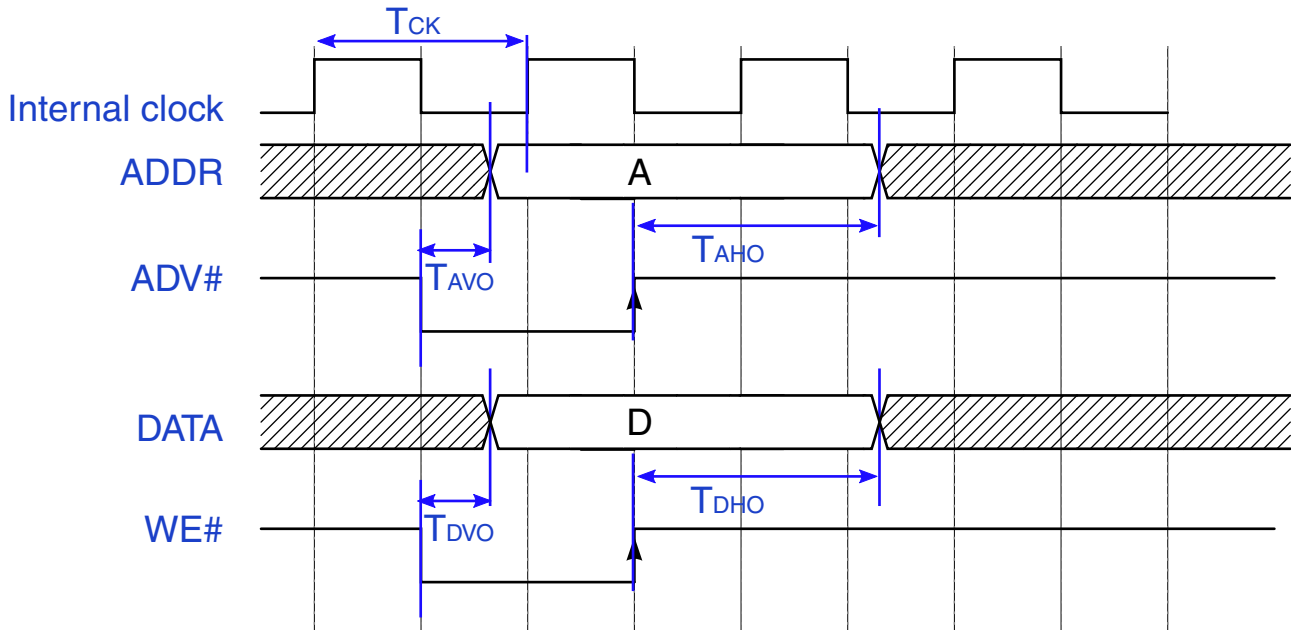 TCK
Internal clock
ADDR
A
TAHO
ADV#
TAVO
DATA
D
TDHO
WE#
TDVO